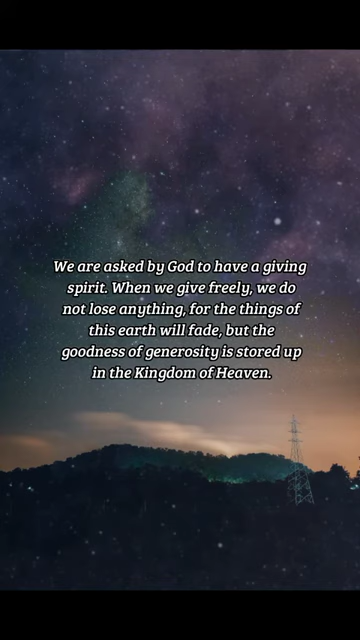 We are asked by God to have a giving
spirit. When we give freely, we do
not lose anything, for the things of
this earth will fade, but the
goodness of generosity is stored up
in the Kingdom of Heaven.